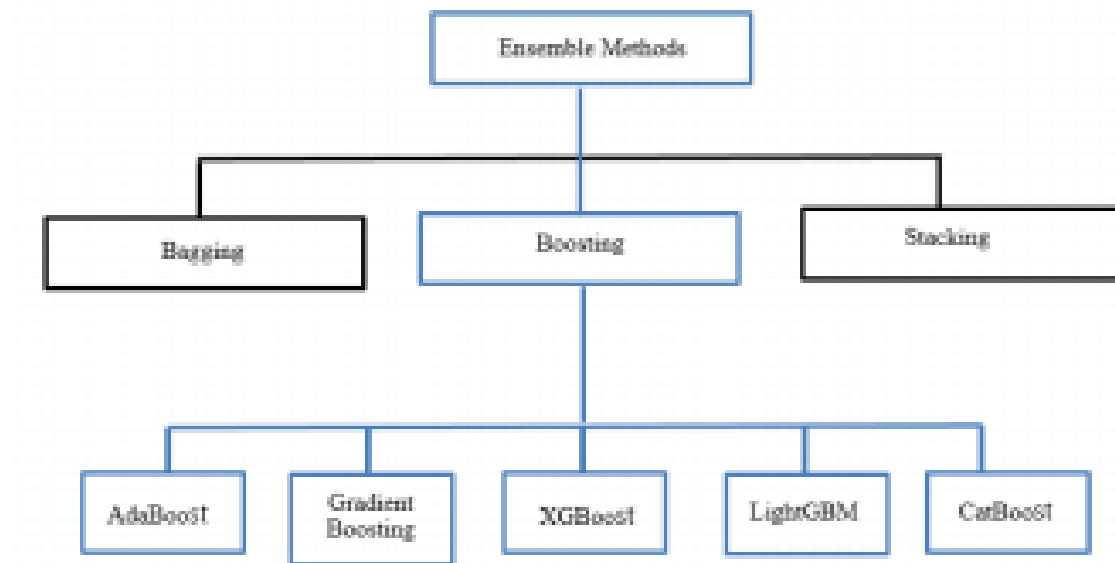 Ensemble Methods
Bagging
Boosting
Stacking
AdaBoost
Gradient
Boosting
XGBoost
LightGBM
CatBoost